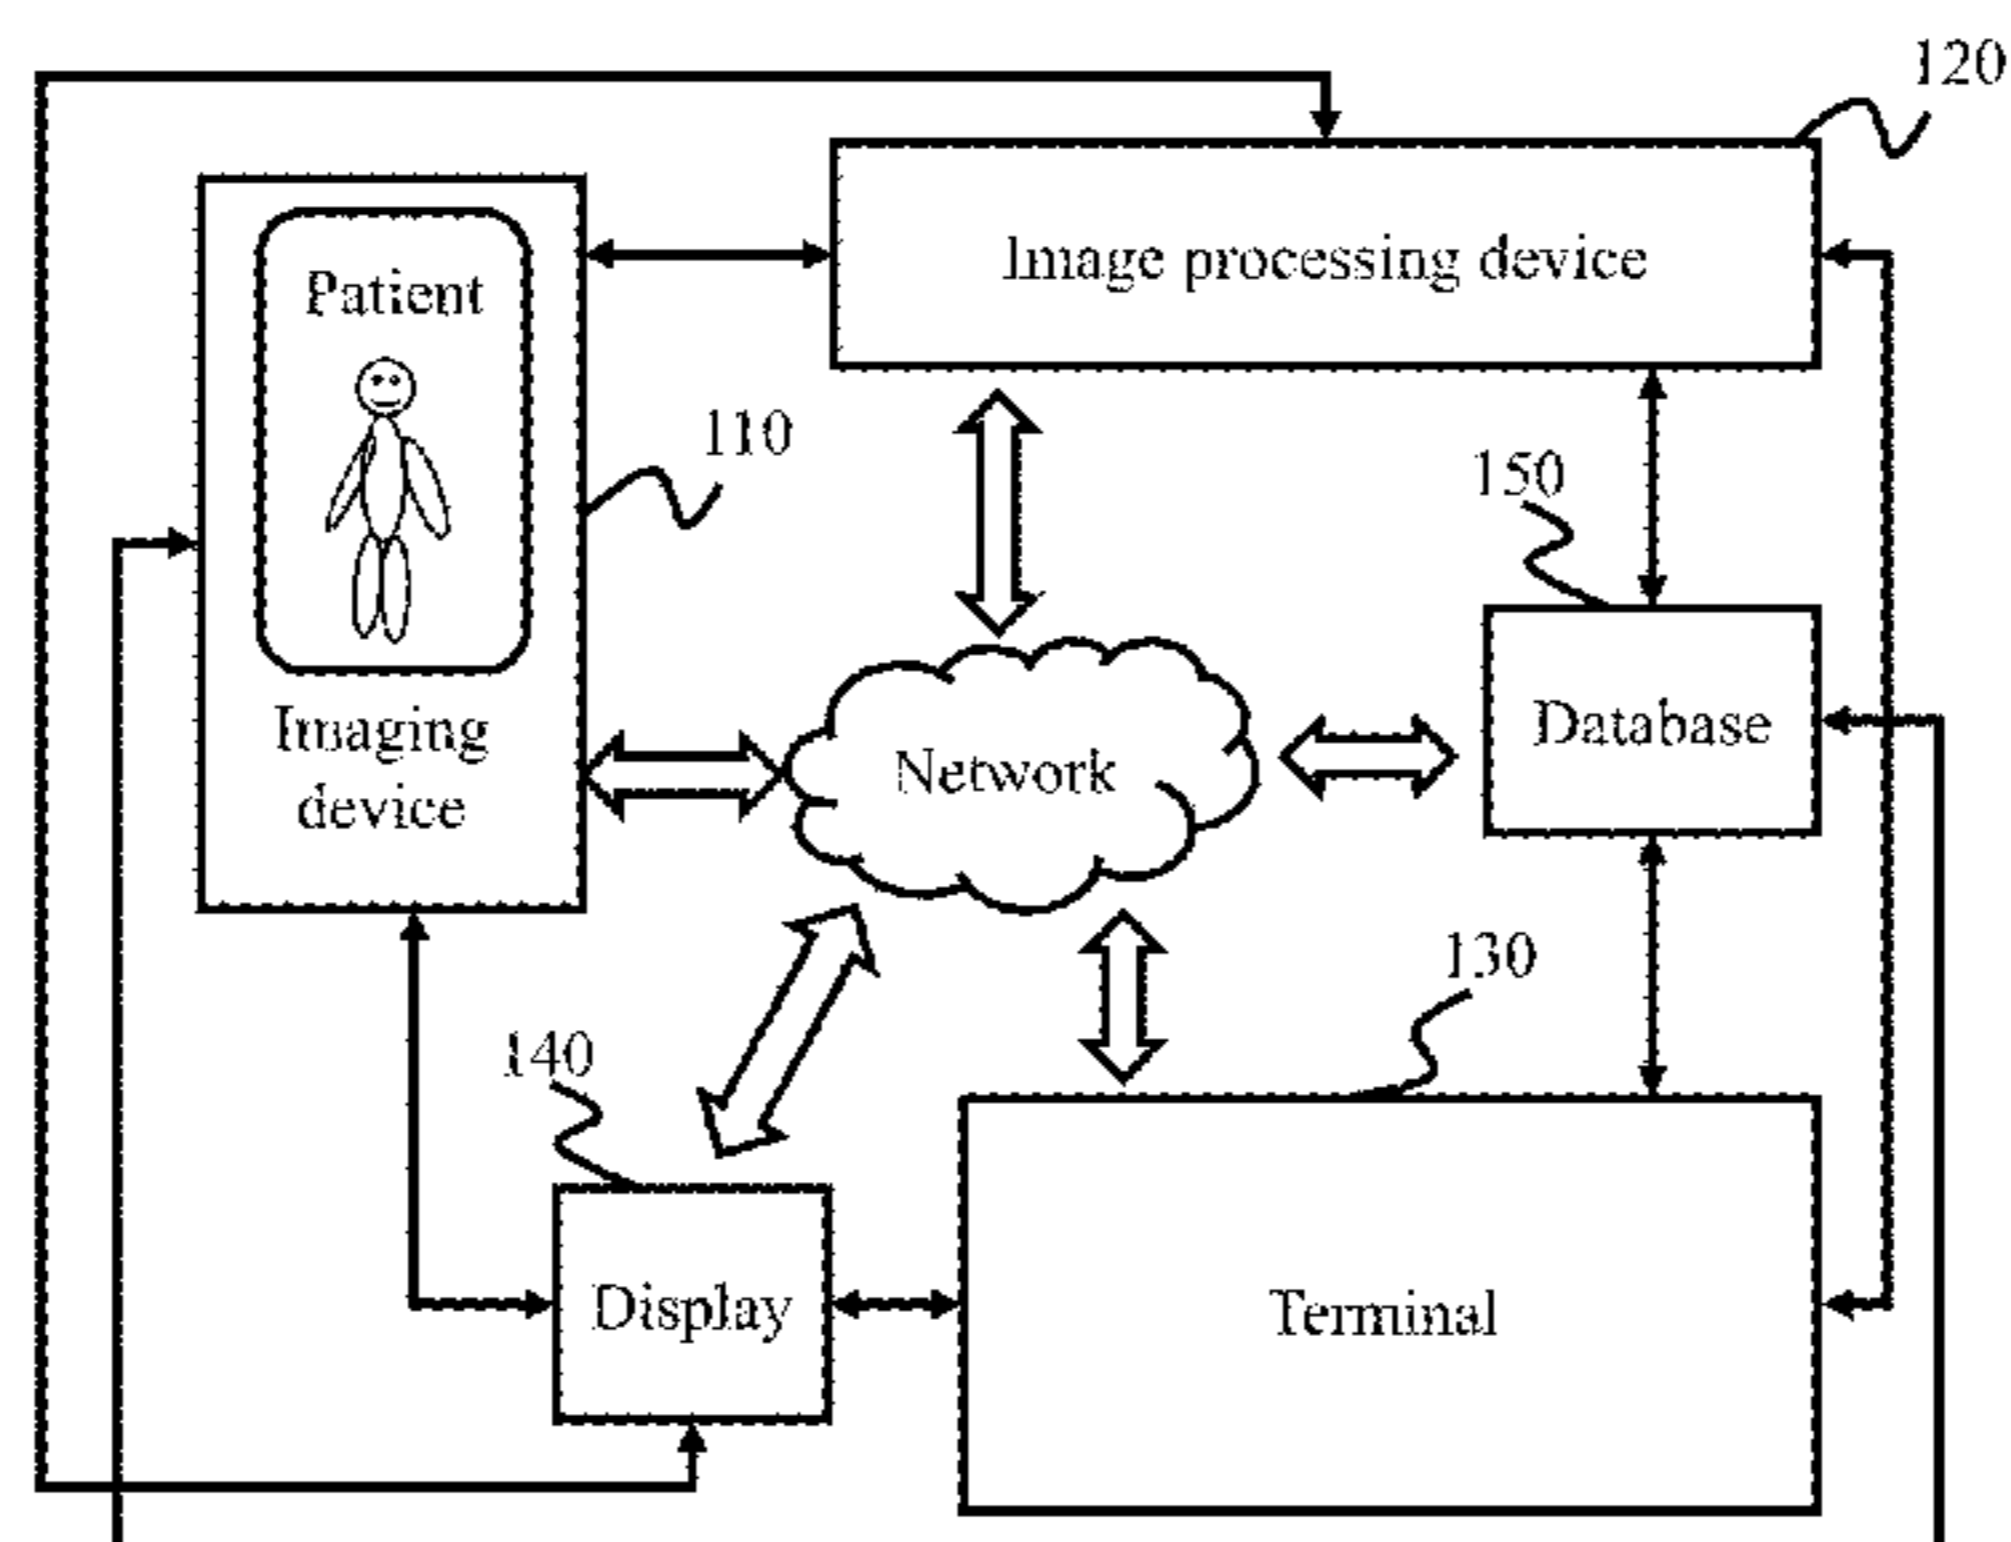 120
Image processing device
Patient
110
150
Imaging
device
Network
Database
130
140
Display
Terminal